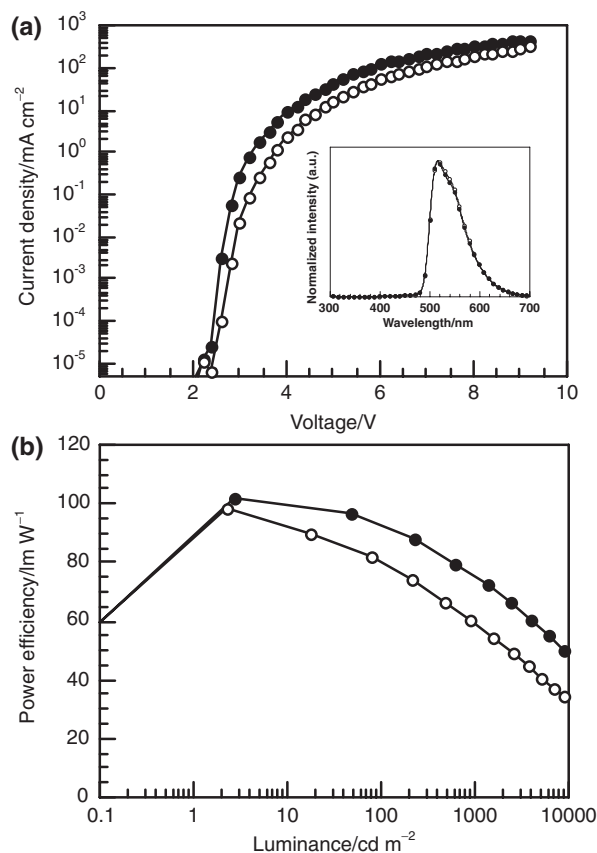 (a)
10³
10²
10¹
10⁰
10⁻¹
10⁻²
10⁻³
10⁻⁴
10⁻⁵
Current density/mA cm⁻²
0 2 4 6 8 10
Voltage/V
Normalized intensity (a.u.)
300 400 500 600 700
Wavelength/nm
(b)
120
100
80
60
40
20
0
Power efficiency/lm W⁻¹
0.1 1 10 100 1000 10000
Luminance/cd m⁻²